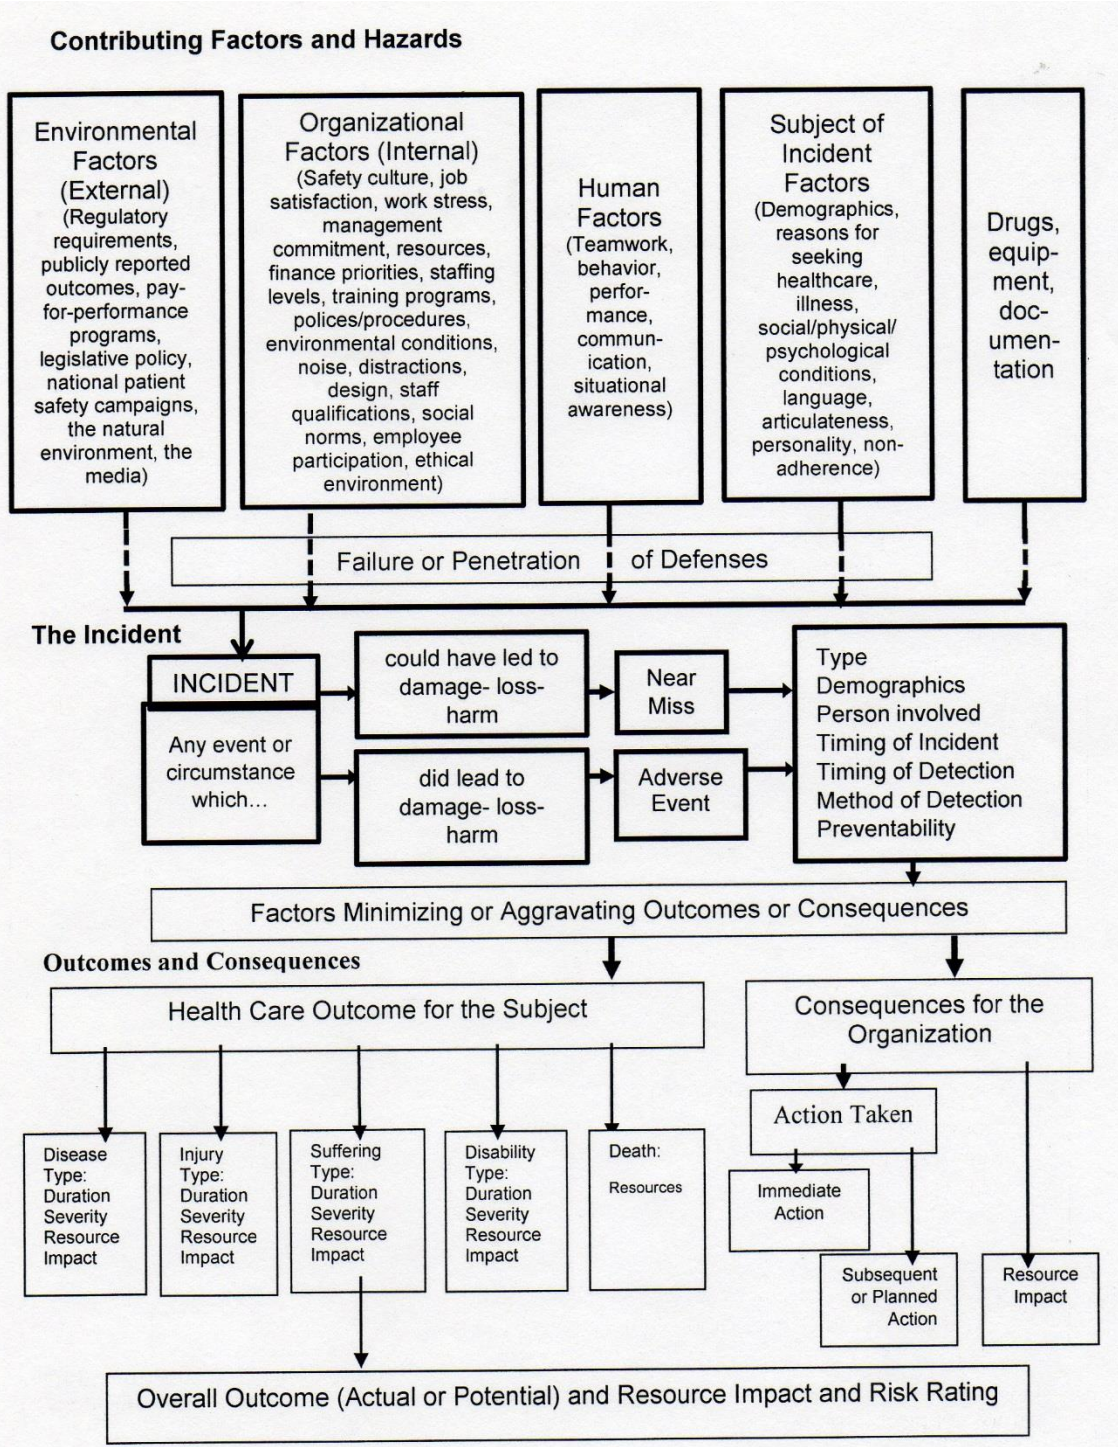 Contributing Factors and Hazards
Environmental
Factors
(External)
(Regulatory
requirements,
publicly reported
outcomes, pay-
for-performance
programs,
legislative policy,
national patient
safety campaigns,
the natural
environment, the
media)
Organizational
Factors (Internal)
(Safety culture, job
satisfaction, work stress,
management
commitment, resources,
finance priorities, staffing
levels, training programs,
polices/procedures,
environmental conditions,
noise, distractions,
design, staff
qualifications, social
norms, employee
participation, ethical
environment)
Human
Factors
(Teamwork,
behavior,
perfor-
mance,
commun-
ication,
situational
awareness)
Subject of
Incident
Factors
(Demographics,
reasons for
seeking
healthcare,
illness,
social/physical/
psychological
conditions,
language,
articulateness,
personality, non-
adherence)
Drugs,
equip-
ment,
doc-
umen-
tation
Failure or Penetration of Defenses
The Incident
INCIDENT
Any event or
circumstance
which...
could have led to
damage- loss-
harm
Near
Miss
did lead to
damage- loss-
harm
Adverse
Event
Type
Demographics
Person involved
Timing of Incident
Timing of Detection
Method of Detection
Preventability
Factors Minimizing or Aggravating Outcomes or Consequences
Outcomes and Consequences
Health Care Outcome for the Subject
Consequences for the
Organization
Disease
Type:
Duration
Severity
Resource
Impact
Injury
Type:
Duration
Severity
Resource
Impact
Suffering
Type:
Duration
Severity
Resource
Impact
Disability
Type:
Duration
Severity
Resource
Impact
Death:
Resources
Action Taken
Immediate
Action
Subsequent
or Planned
Action
Resource
Impact
Overall Outcome (Actual or Potential) and Resource Impact and Risk Rating